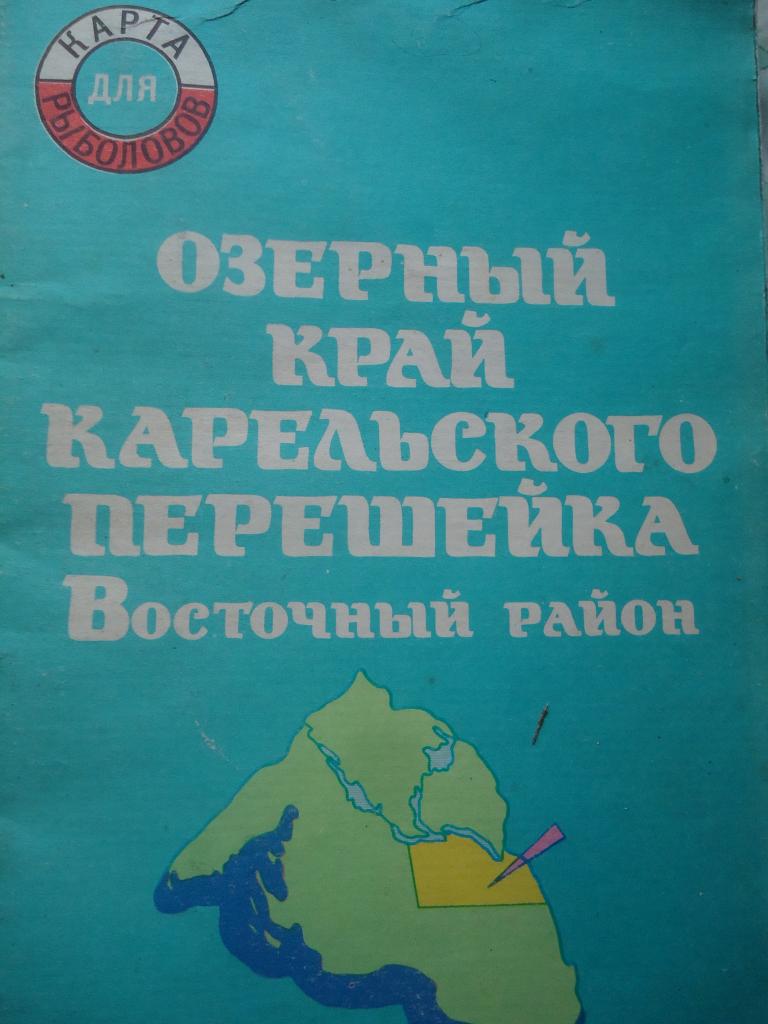 КАРТА
ДЛЯ
РЫБОЛОВОВ
ОЗЕРНЫЙ
КРАЙ
КАРЕЛЬСКОГО
ПЕРЕШЕЙКА
Восточный район